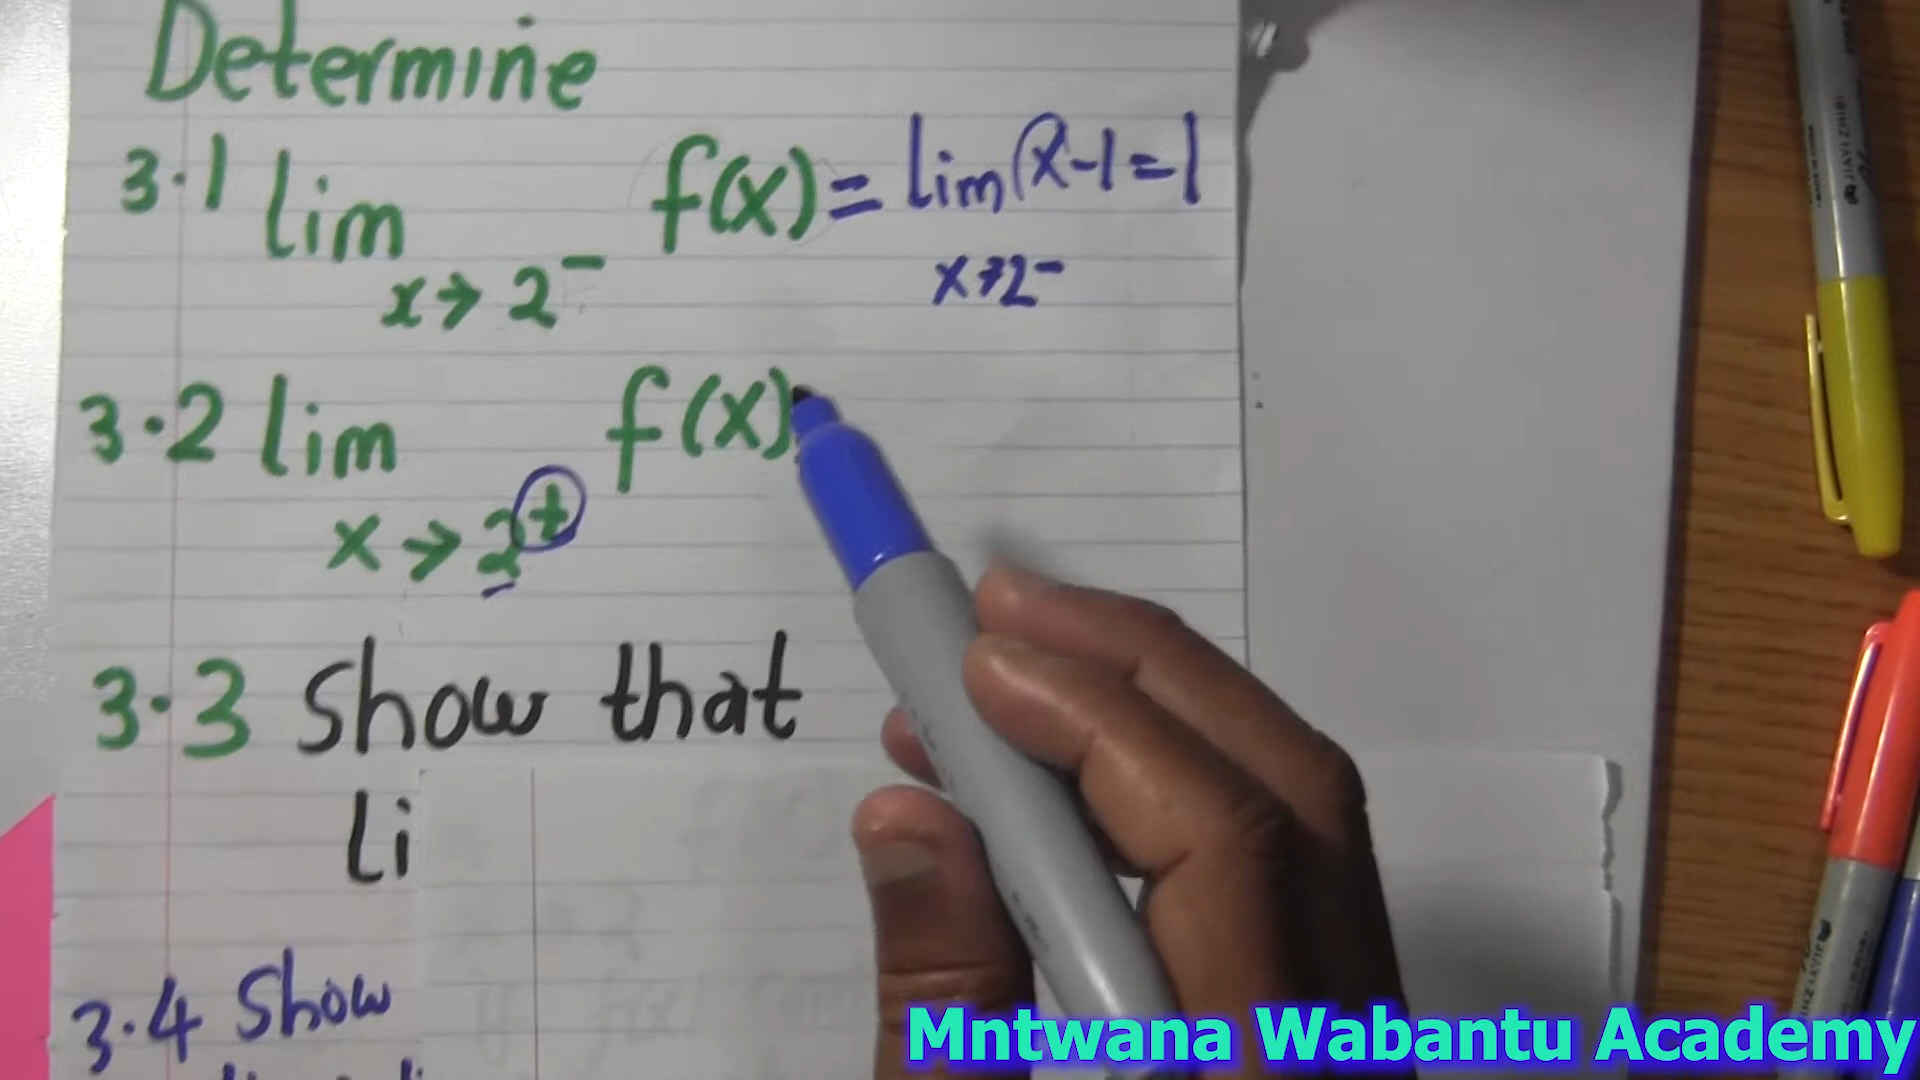 Determine
3.1 lim f(x) = lim (x-1 = 1
x→2⁻ x→2⁻
3.2 lim f(x)
x→2⁺
3.3 Show that
Li
3.4 Show
Mntwana Wabantu Academy